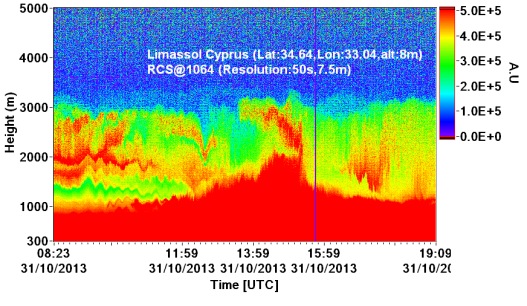 5000
4000
3000
2000
1000
300
Height (m)
Limassol Cyprus (Lat:34.64,Lon:33.04,alt:8m)
RCS@1064 (Resolution:50s,7.5m)
5.0E+5
4.0E+5
3.0E+5
2.0E+5
1.0E+5
0.0E+0
A.U
08:23 11:59 13:59 15:59 19:09
31/10/2013 31/10/2013 31/10/2013 31/10/2013 31/10/20
Time [UTC]